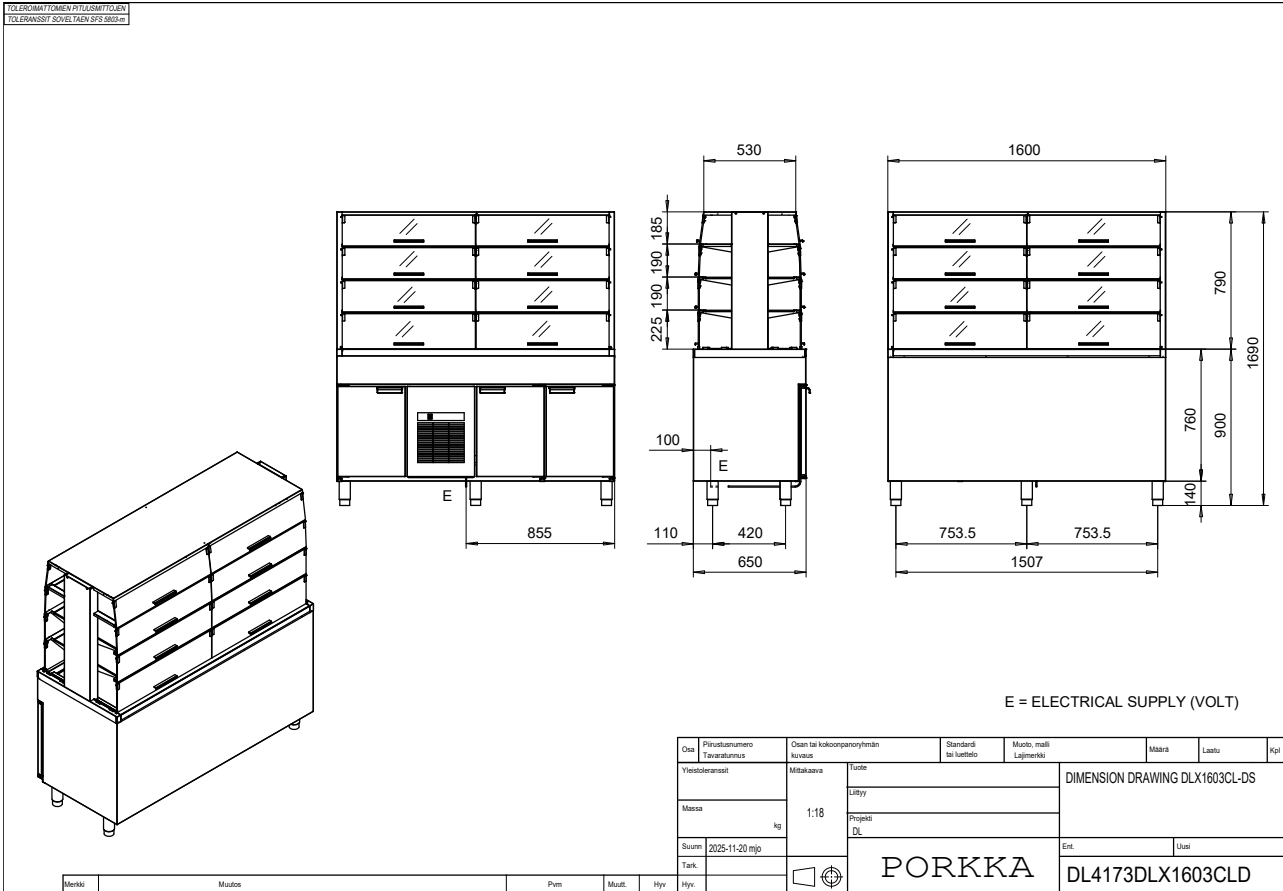 TOLEROIMATTOMIEN PITUUSMITTOJEN
TOLERANSSIT SOVELTAEN SFS 5803-m
530
1600
185
190
190
225
790
1690
760
900
140
100
E
E
855
110
420
650
753.5
753.5
1507
E = ELECTRICAL SUPPLY (VOLT)
Osa
Piirustusnumero
Tavaratunnus
Osan tai kokoonpanoryhmän
kuvaus
Standardi
tai luettelo
Muoto, malli
Lajimerkki
Määrä
Laatu
Kpl
Yleistoleranssit
Mittakaava
Tuote
DIMENSION DRAWING DLX1603CL-DS
Liittyy
Massa
kg
1:18
Projekti
DL
Suunn
2025-11-20 mjo
Ent.
Uusi
Tark.
PORKKA
DL4173DLX1603CLD
Merkki
Muutos
Pvm
Muutt.
Hyv
Hyv.